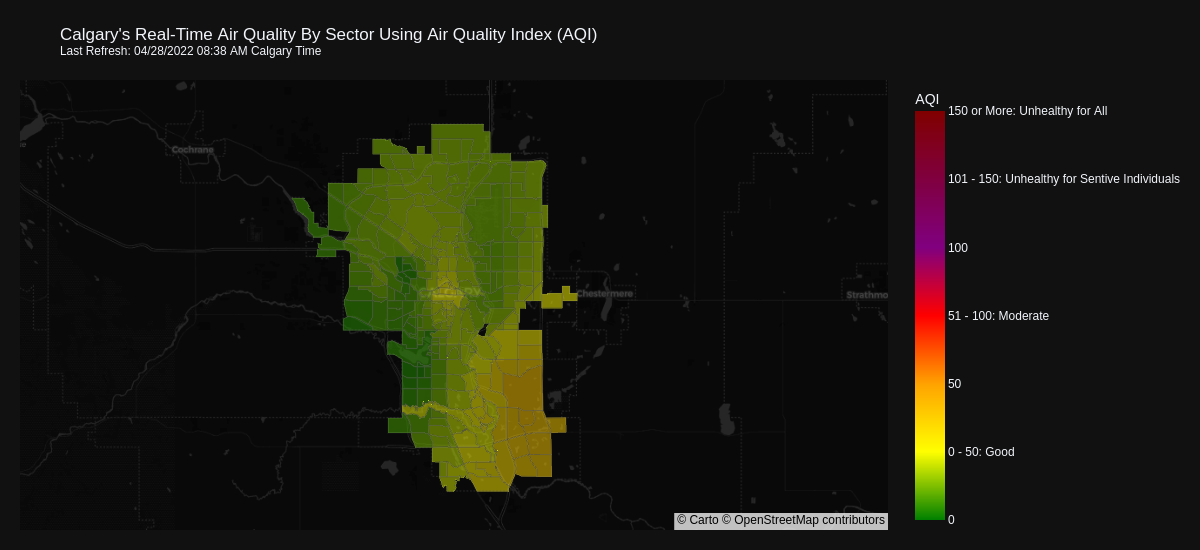 Calgary's Real-Time Air Quality By Sector Using Air Quality Index (AQI)
Last Refresh: 04/28/2022 08:38 AM Calgary Time
AQI
150 or More: Unhealthy for All
Cochrane
101 - 150: Unhealthy for Sentive Individuals
100
CALGARY
Chestermere
Strathmo
51 - 100: Moderate
50
0 - 50: Good
0
© Carto © OpenStreetMap contributors